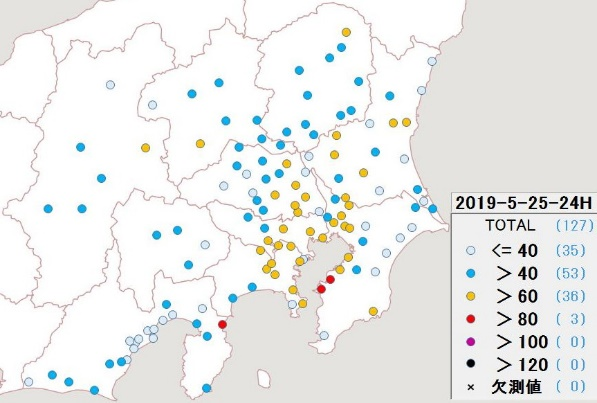 2019-5-25-24H
TOTAL (127)
<= 40 (35)
＞ 40 (53)
＞ 60 (36)
＞ 80 ( 3)
＞ 100 ( 0)
＞ 120 ( 0)
× 欠測値 ( 0)